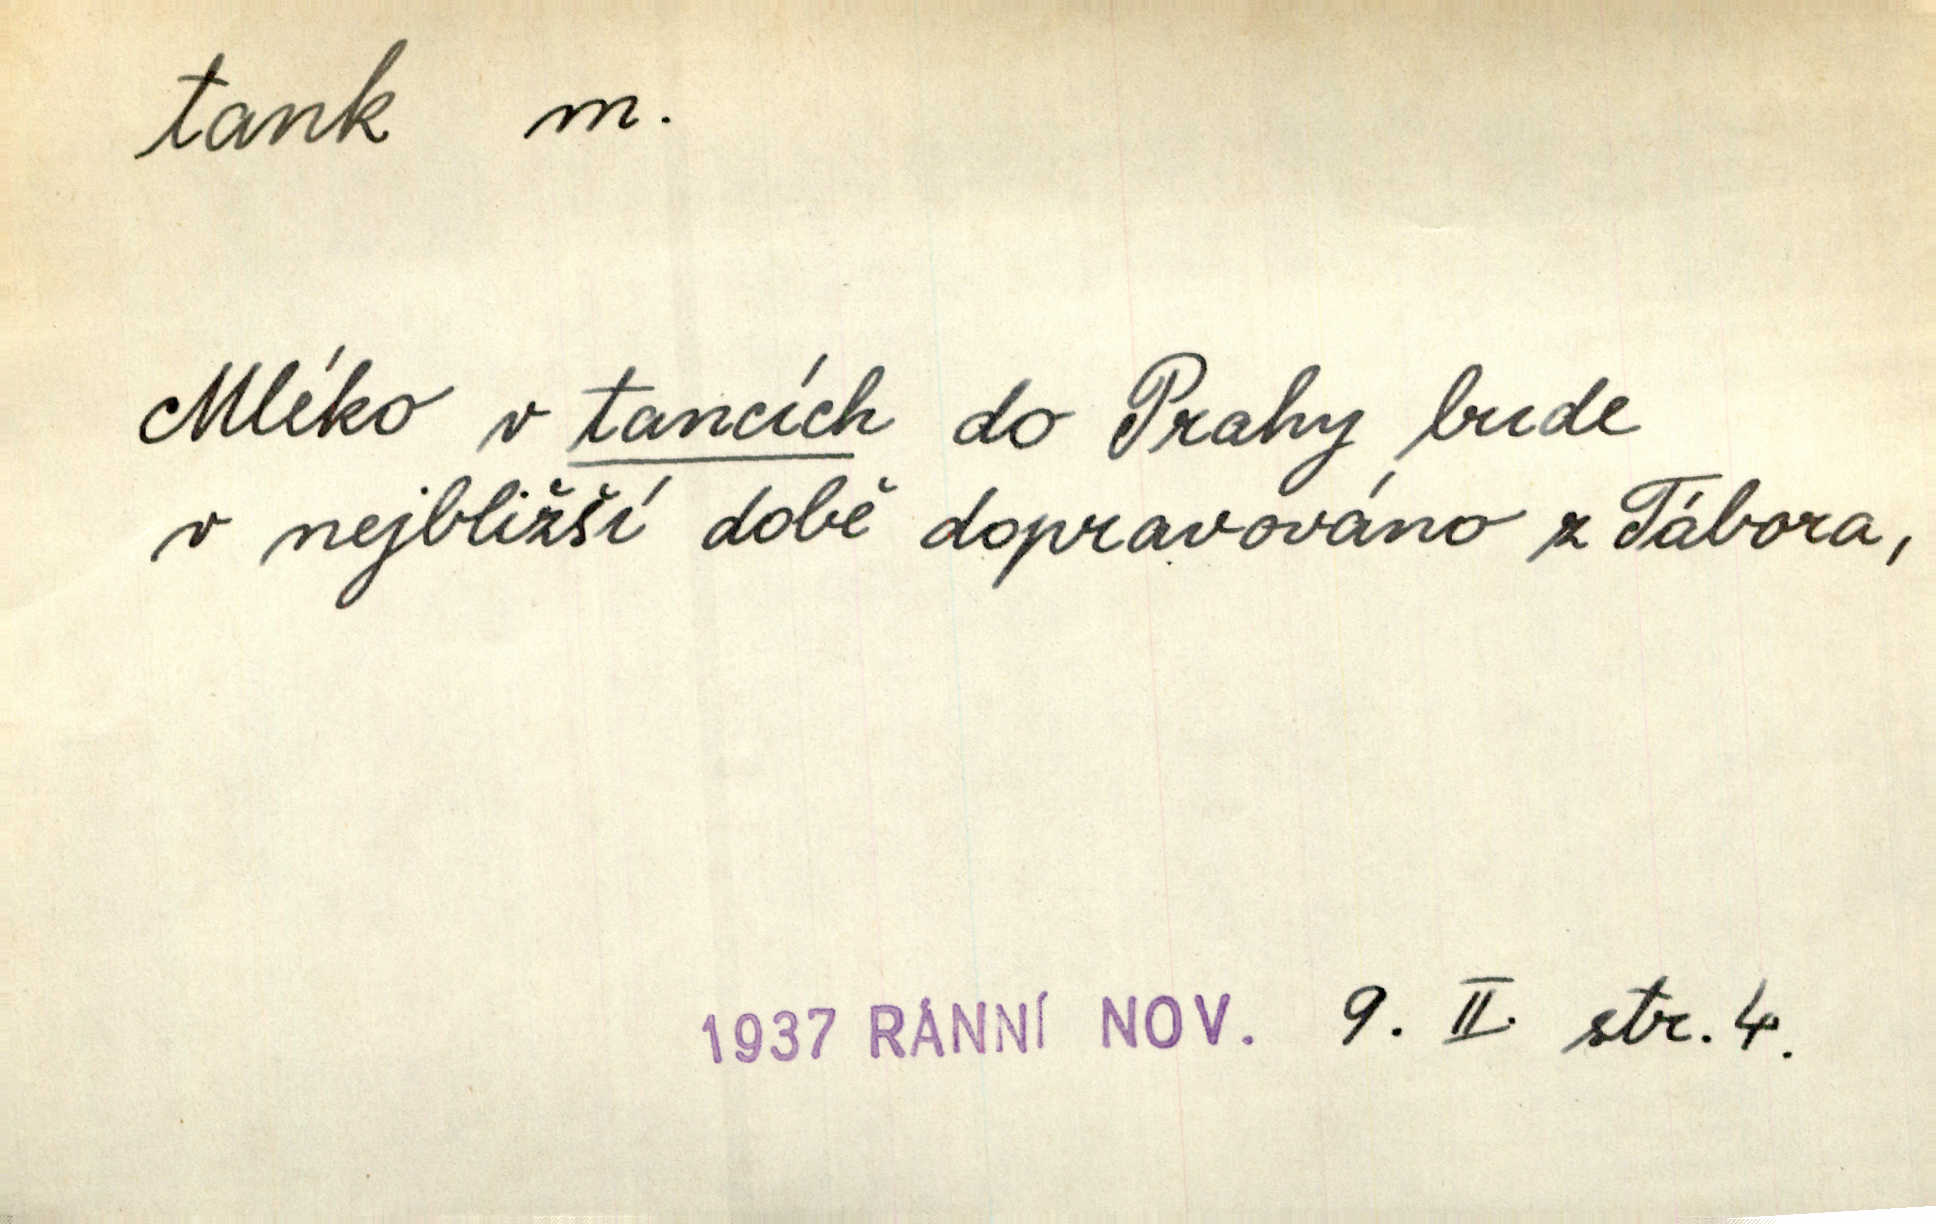 tank m.
Mléko v tancích do Prahy bude
v nejbližší době dopravováno z Tábora,
1937 RANNÍ NOV. 9. II. str. 4.